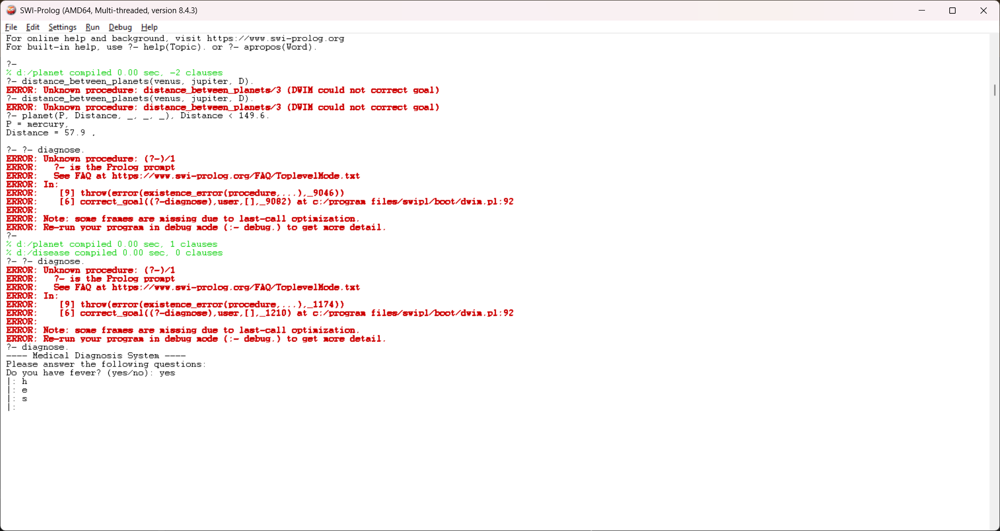 SWI-Prolog (AMD64, Multi-threaded, version 8.4.3)
File Edit Settings Run Debug Help
For online help and background, visit https://www.swi-prolog.org
For built-in help, use ?- help(Topic). or ?- apropos(Word).
?-
% d:/planet compiled 0.00 sec, -2 clauses
?- distance_between_planets(venus, jupiter, D).
ERROR: Unknown procedure: distance_between_planets/3 (DWIM could not correct goal)
?- distance_between_planets(venus, jupiter, D).
ERROR: Unknown procedure: distance_between_planets/3 (DWIM could not correct goal)
?- planet(P, Distance, _, _, _), Distance < 149.6.
P = mercury,
Distance = 57.9 ,
?- ?- diagnose.
ERROR: Unknown procedure: (?-)/1
ERROR:   ?- is the Prolog prompt
ERROR:   See FAQ at https://www.swi-prolog.org/FAQ/ToplevelMode.txt
ERROR: In:
ERROR:    [9] throw(error(existence_error(procedure,...),_9046))
ERROR:    [6] correct_goal((?-diagnose),user,[],_9082) at c:/program files/swipl/boot/dwim.pl:92
ERROR:
ERROR: Note: some frames are missing due to last-call optimization.
ERROR: Re-run your program in debug mode (:- debug.) to get more detail.
?-
% d:/planet compiled 0.00 sec, 1 clauses
% d:/disease compiled 0.00 sec, 0 clauses
?- ?- diagnose.
ERROR: Unknown procedure: (?-)/1
ERROR:   ?- is the Prolog prompt
ERROR:   See FAQ at https://www.swi-prolog.org/FAQ/ToplevelMode.txt
ERROR: In:
ERROR:    [9] throw(error(existence_error(procedure,...),_1174))
ERROR:    [6] correct_goal((?-diagnose),user,[],_1210) at c:/program files/swipl/boot/dwim.pl:92
ERROR:
ERROR: Note: some frames are missing due to last-call optimization.
ERROR: Re-run your program in debug mode (:- debug.) to get more detail.
?- diagnose.
---- Medical Diagnosis System ----
Please answer the following questions:
Do you have fever? (yes/no): yes
|: h
|: e
|: s
|: